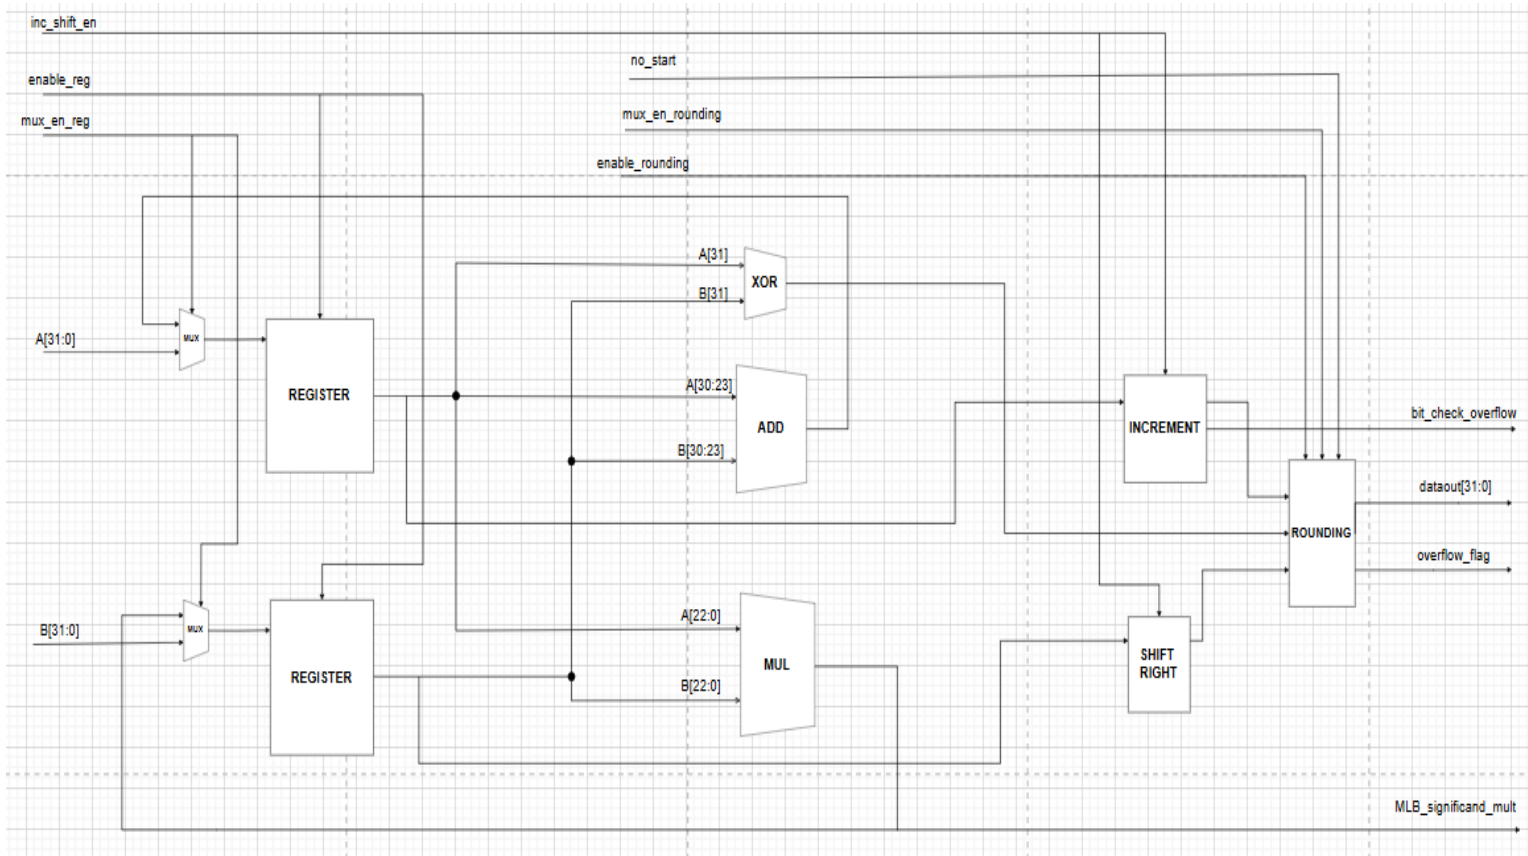 inc_shift_en
no_start
enable_reg
mux_en_rounding
mux_en_reg
enable_rounding
A[31]
XOR
B[31]
A[31:0]
MUX
REGISTER
A[30:23]
ADD
B[30:23]
INCREMENT
bit_check_overflow
dataout[31:0]
ROUNDING
overflow_flag
B[31:0]
MUX
REGISTER
A[22:0]
MUL
B[22:0]
SHIFT
RIGHT
MLB_significand_mult